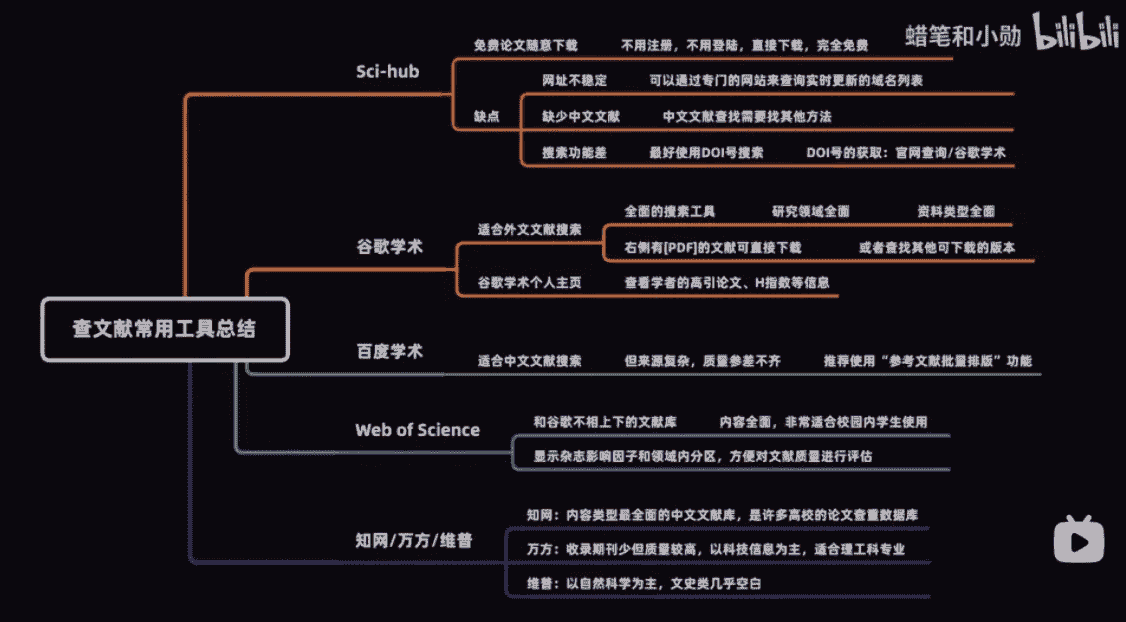 蜡笔和小勋 bilibili
查文献常用工具总结
Sci-hub
免费论文随意下载 不用注册，不用登陆，直接下载，完全免费
缺点
网址不稳定 可以通过专门的网站来查询实时更新的域名列表
缺少中文文献 中文文献查找需要找其他方法
搜索功能差 最好使用DOI号搜索 DOI号的获取：官网查询/谷歌学术
谷歌学术
适合外文文献搜索
全面的搜索工具 研究领域全面 资料类型全面
右侧有[PDF]的文献可直接下载 或者查找其他可下载的版本
谷歌学术个人主页 查看学者的高引论文、H指数等信息
百度学术
适合中文文献搜索 但来源复杂，质量参差不齐 推荐使用“参考文献批量排版”功能
Web of Science
和谷歌不相上下的文献库 内容全面，非常适合校园内学生使用
显示杂志影响因子和领域内分区，方便对文献质量进行评估
知网/万方/维普
知网：内容类型最全面的中文文献库，是许多高校的论文查重数据库
万方：收录期刊少但质量较高，以科技信息为主，适合理工科专业
维普：以自然科学为主，文史类几乎空白